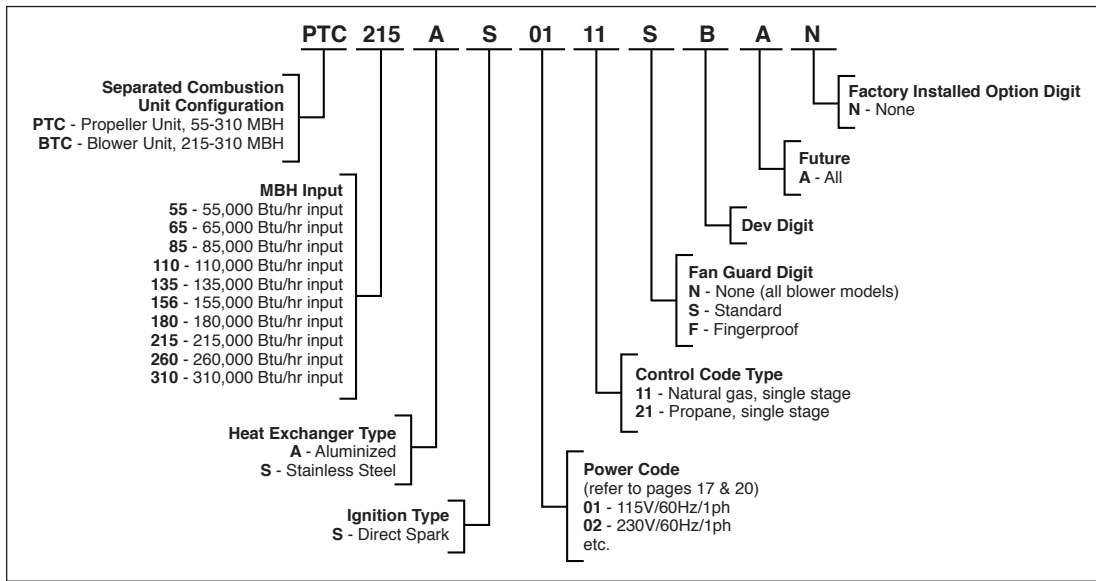 PTC 215 A S 01 11 S B A N
Separated Combustion
Unit Configuration
PTC - Propeller Unit, 55-310 MBH
BTC - Blower Unit, 215-310 MBH
MBH Input
55 - 55,000 Btu/hr input
65 - 65,000 Btu/hr input
85 - 85,000 Btu/hr input
110 - 110,000 Btu/hr input
135 - 135,000 Btu/hr input
156 - 155,000 Btu/hr input
180 - 180,000 Btu/hr input
215 - 215,000 Btu/hr input
260 - 260,000 Btu/hr input
310 - 310,000 Btu/hr input
Heat Exchanger Type
A - Aluminized
S - Stainless Steel
Ignition Type
S - Direct Spark
Factory Installed Option Digit
N - None
Future
A - All
Dev Digit
Fan Guard Digit
N - None (all blower models)
S - Standard
F - Fingerproof
Control Code Type
11 - Natural gas, single stage
21 - Propane, single stage
Power Code
(refer to pages 17 & 20)
01 - 115V/60Hz/1ph
02 - 230V/60Hz/1ph
etc.